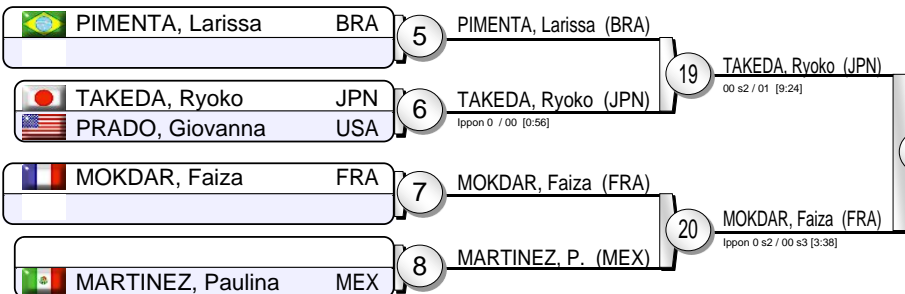 PIMENTA, Larissa BRA
5
PIMENTA, Larissa (BRA)
19
TAKEDA, Ryoko (JPN)
00 s2 / 01 [9:24]
TAKEDA, Ryoko JPN
PRADO, Giovanna USA
6
TAKEDA, Ryoko (JPN)
Ippon 0 / 00 [0:56]
MOKDAR, Faiza FRA
7
MOKDAR, Faiza (FRA)
20
MOKDAR, Faiza (FRA)
Ippon 0 s2 / 00 s3 [3:38]
MARTINEZ, Paulina MEX
8
MARTINEZ, P. (MEX)